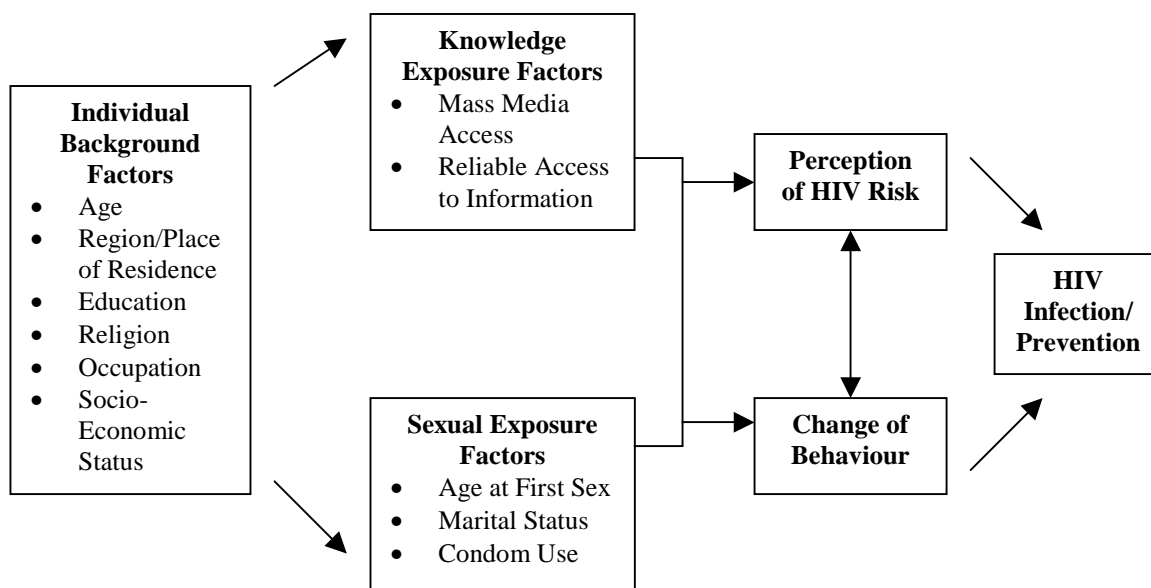 Individual
Background
Factors
• Age
• Region/Place
of Residence
• Education
• Religion
• Occupation
• Socio-
Economic
Status
Knowledge
Exposure Factors
• Mass Media
Access
• Reliable Access
to Information
Sexual Exposure
Factors
• Age at First Sex
• Marital Status
• Condom Use
Perception
of HIV Risk
Change of
Behaviour
HIV
Infection/
Prevention